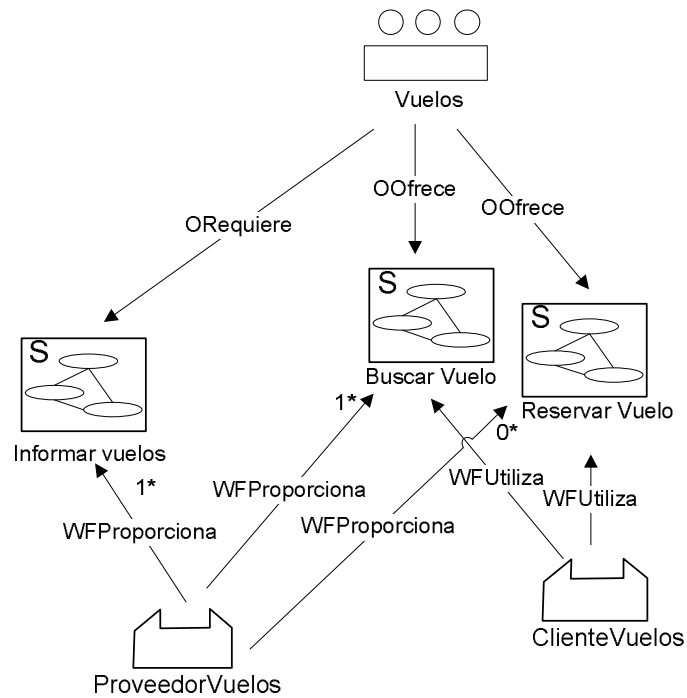 Vuelos
OOfrece
OOfrece
ORequiere
S
S
S
Buscar Vuelo
Reservar Vuelo
1*
0*
Informar vuelos
1*
WFUtiliza
WFProporciona
WFUtiliza
WFProporciona
WFProporciona
ClienteVuelos
ProveedorVuelos